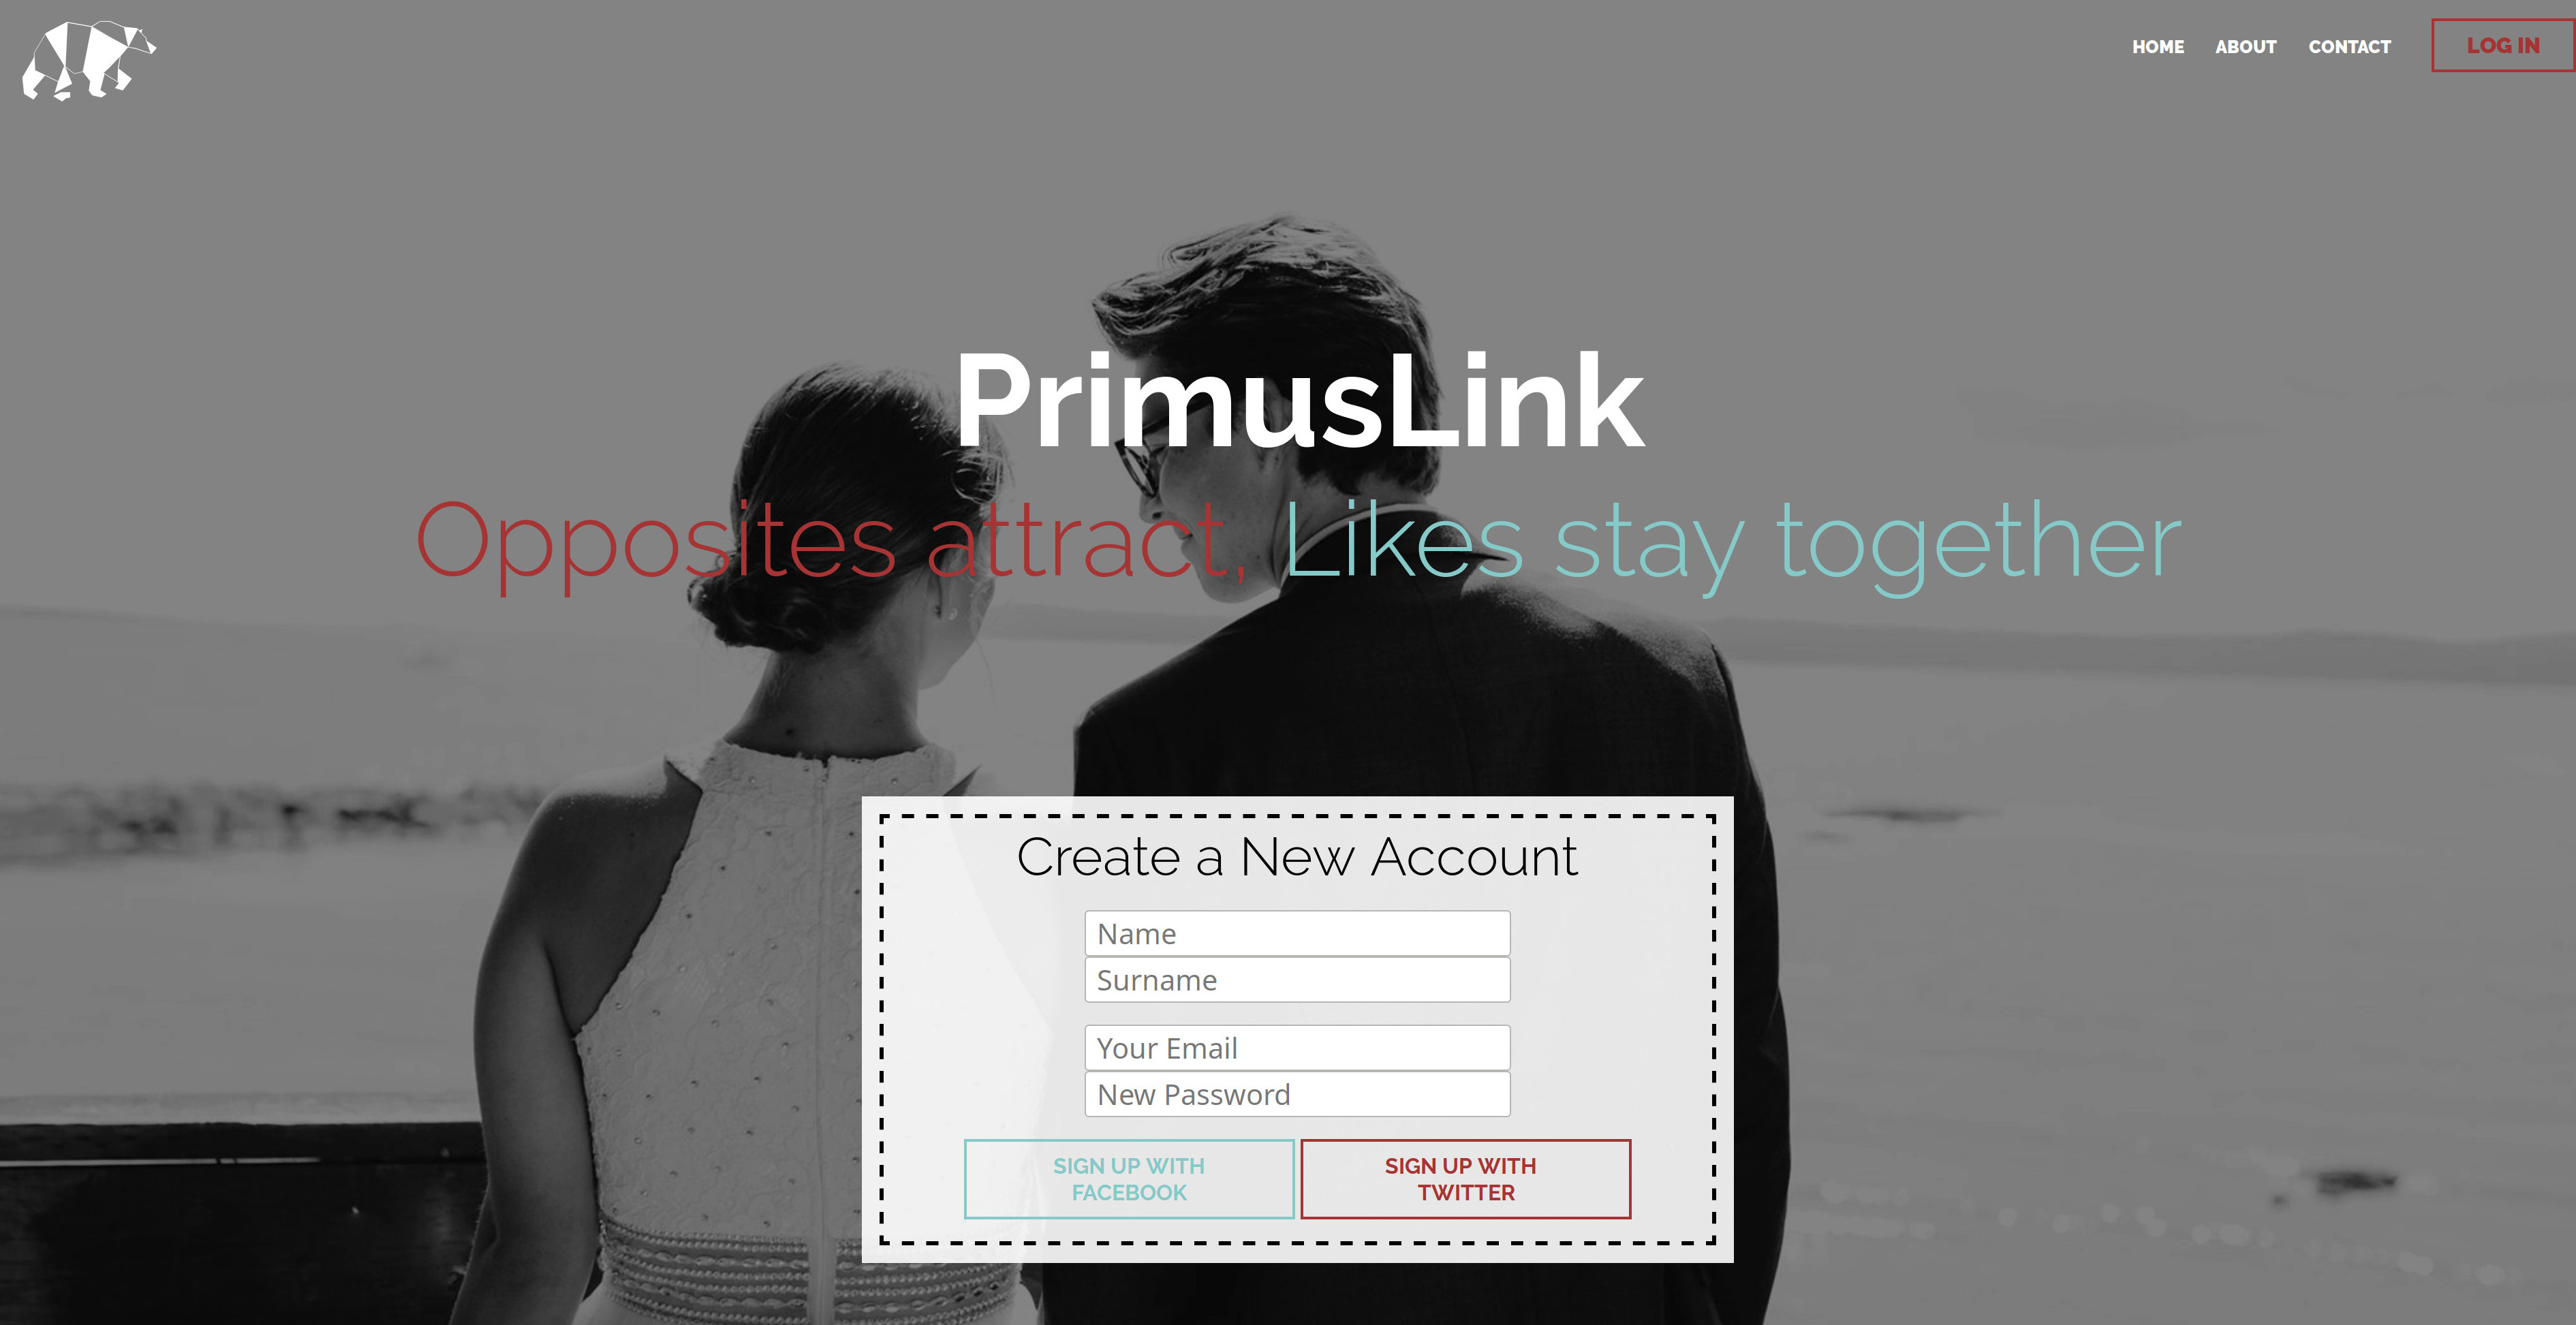 HOME ABOUT CONTACT LOG IN
PrimusLink
Opposites attract, Likes stay together
Create a New Account
Name
Surname
Your Email
New Password
SIGN UP WITH
FACEBOOK
SIGN UP WITH
TWITTER